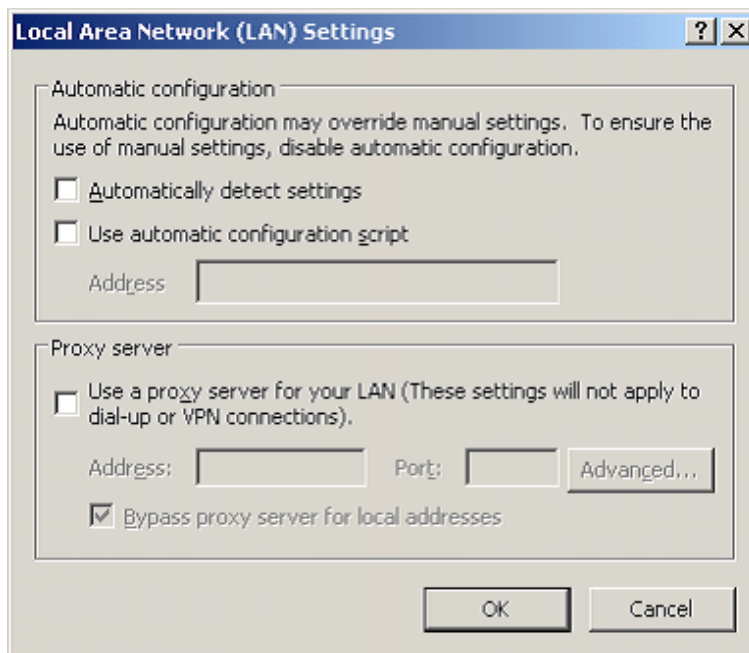 Local Area Network (LAN) Settings
Automatic configuration
Automatic configuration may override manual settings. To ensure the
use of manual settings, disable automatic configuration.
Automatically detect settings
Use automatic configuration script
Address
Proxy server
Use a proxy server for your LAN (These settings will not apply to
dial-up or VPN connections).
Address: Port: Advanced...
Bypass proxy server for local addresses
OK Cancel